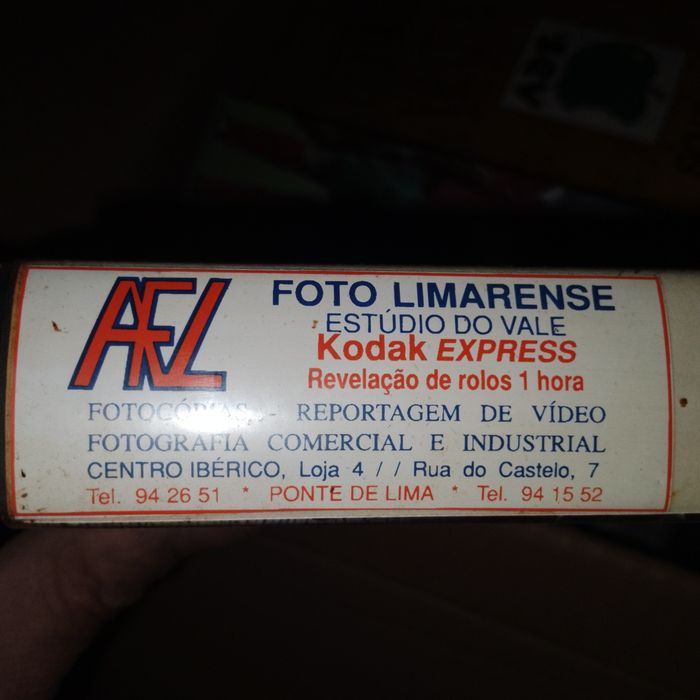 AFL
FOTO LIMARENSE
ESTÚDIO DO VALE
Kodak EXPRESS
Revelação de rolos 1 hora
FOTOCÓPIAS - REPORTAGEM DE VÍDEO
FOTOGRAFIA COMERCIAL E INDUSTRIAL
CENTRO IBÉRICO, Loja 4 / / Rua do Castelo, 7
Tel. 94 26 51 * PONTE DE LIMA * Tel. 94 15 52